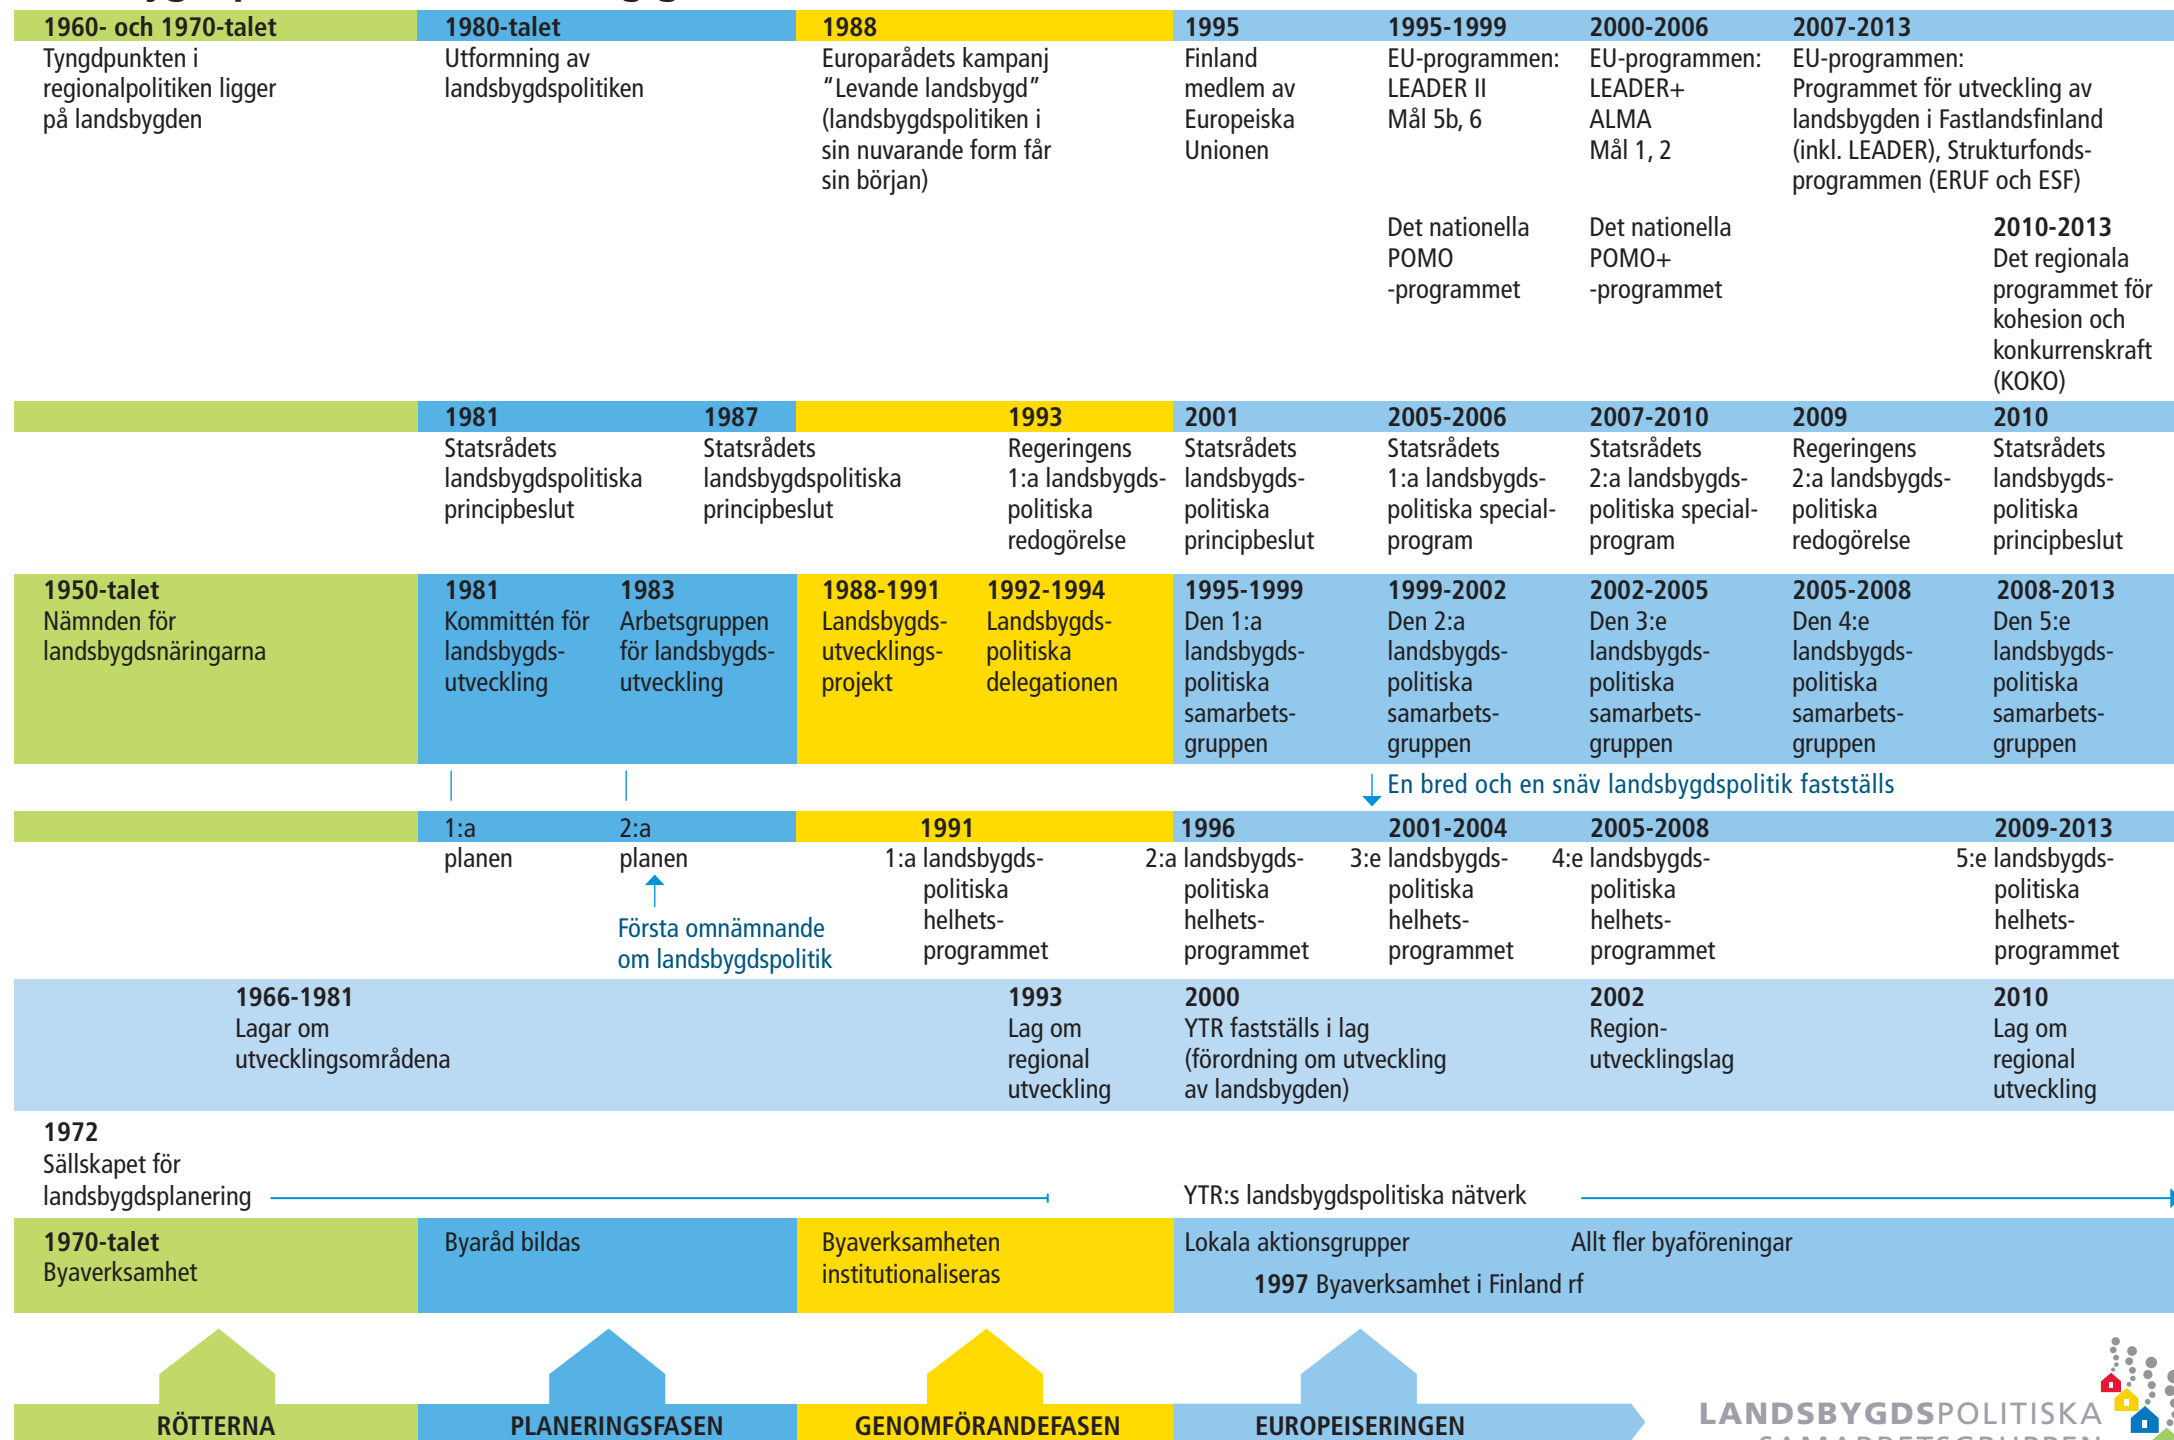 1960- och 1970-talet
Tyngdpunkten i
regionalpolitiken ligger
på landsbygden
1980-talet
Utformning av
landsbygdspolitiken
1988
Europarådets kampanj
“Levande landsbygd”
(landsbygdspolitiken i
sin nuvarande form får
sin början)
1995
Finland
medlem av
Europeiska
Unionen
1995-1999
EU-programmen:
LEADER II
Mål 5b, 6
Det nationella
POMO
-programmet
2000-2006
EU-programmen:
LEADER+
ALMA
Mål 1, 2
Det nationella
POMO+
-programmet
2007-2013
EU-programmen:
Programmet för utveckling av
landsbygden i Fastlandsfinland
(inkl. LEADER), Strukturfonds-
programmen (ERUF och ESF)
2010-2013
Det regionala
programmet för
kohesion och
konkurrenskraft
(KOKO)
1981
Statsrådets
landsbygdspolitiska
principbeslut
1987
Statsrådets
landsbygdspolitiska
principbeslut
1993
Regeringens
1:a landsbygds-
politiska
redogörelse
2001
Statsrådets
landsbygds-
politiska
principbeslut
2005-2006
Statsrådets
1:a landsbygds-
politiska special-
program
2007-2010
Statsrådets
2:a landsbygds-
politiska special-
program
2009
Regeringens
2:a landsbygds-
politiska
redogörelse
2010
Statsrådets
landsbygds-
politiska
principbeslut
1950-talet
Nämnden för
landsbygdsnäringarna
1981
Kommittén för
landsbygds-
utveckling
1983
Arbetsgruppen
för landsbygds-
utveckling
1988-1991
Landsbygds-
utvecklings-
projekt
1992-1994
Landsbygds-
politiska
delegationen
1995-1999
Den 1:a
landsbygds-
politiska
samarbets-
gruppen
1999-2002
Den 2:a
landsbygds-
politiska
samarbets-
gruppen
2002-2005
Den 3:e
landsbygds-
politiska
samarbets-
gruppen
2005-2008
Den 4:e
landsbygds-
politiska
samarbets-
gruppen
2008-2013
Den 5:e
landsbygds-
politiska
samarbets-
gruppen
En bred och en snäv landsbygdspolitik fastställs
1:a
planen
2:a
planen
Första omnämnande
om landsbygdspolitik
1991
1:a landsbygds-
politiska
helhets-
programmet
1996
2:a landsbygds-
politiska
helhets-
programmet
2001-2004
3:e landsbygds-
politiska
helhets-
programmet
2005-2008
4:e landsbygds-
politiska
helhets-
programmet
2009-2013
5:e landsbygds-
politiska
helhets-
programmet
1966-1981
Lagar om
utvecklingsområdena
1993
Lag om
regional
utveckling
2000
YTR fastställs i lag
(förordning om utveckling
av landsbygden)
2002
Region-
utvecklingslag
2010
Lag om
regional
utveckling
1972
Sällskapet för
landsbygdsplanering
YTR:s landsbygdspolitiska nätverk
1970-talet
Byaverksamhet
Byaråd bildas
Byaverksamheten
institutionaliseras
Lokala aktionsgrupper
Allt fler byaföreningar
1997 Byaverksamhet i Finland rf
RÖTTERNA
PLANERINGSFASEN
GENOMFÖRANDEFASEN
EUROPEISERINGEN
LANDSBYGDSPOLITISKA
SAMARBETSGRUPPEN